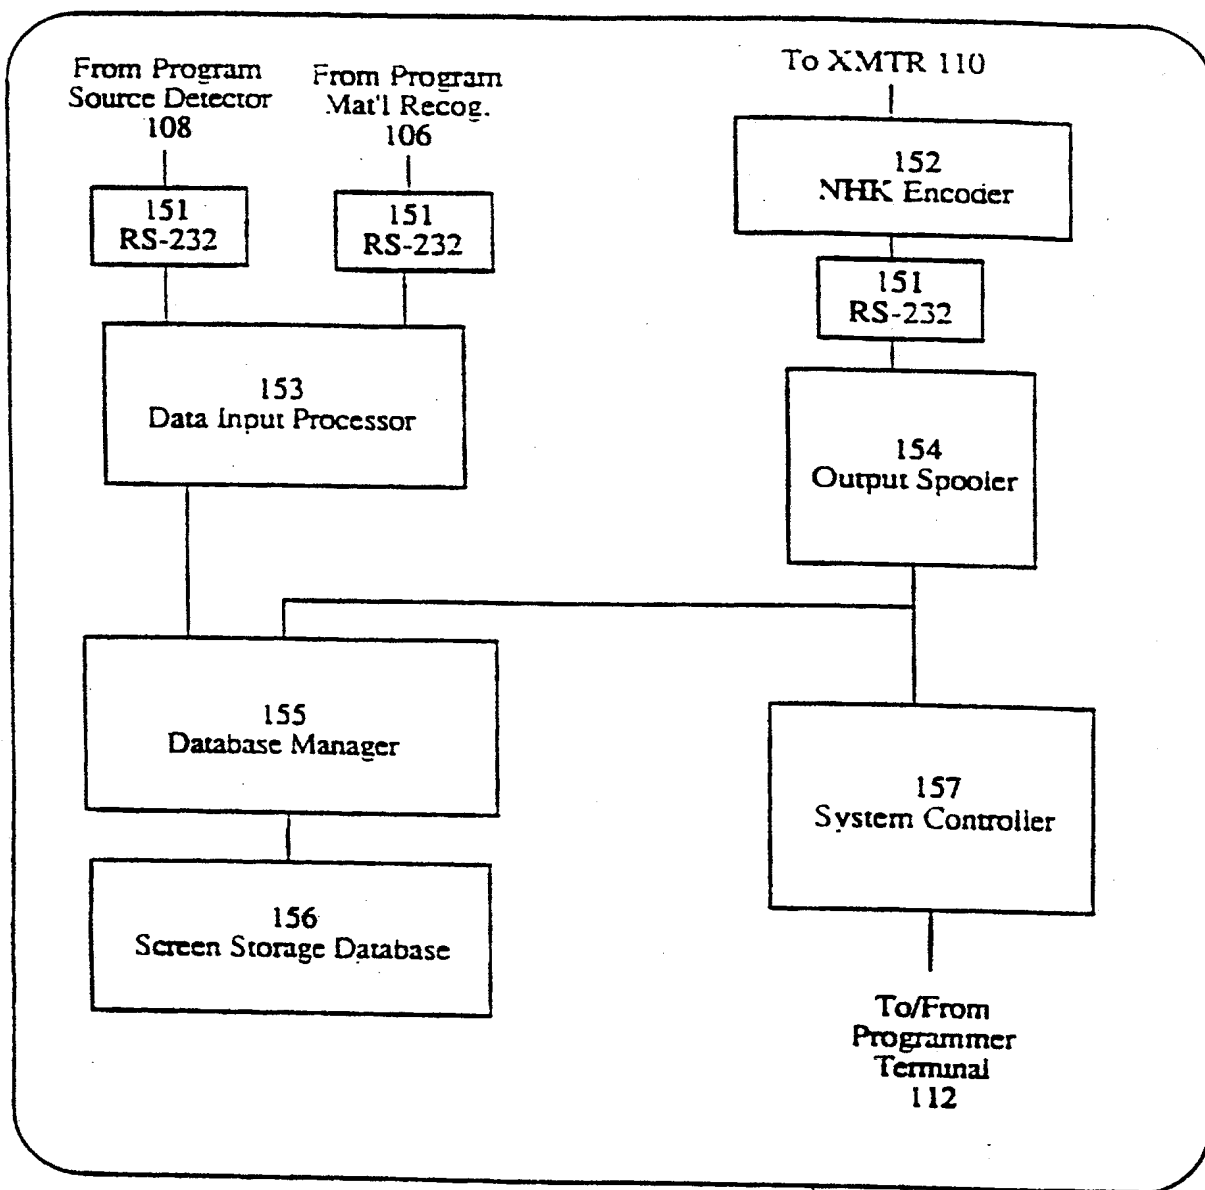 From Program
Source Detector
108
From Program
Mat'l Recog.
106
To XMTR 110
151
RS-232
151
RS-232
152
NHK Encoder
151
RS-232
153
Data Input Processor
154
Output Spooler
155
Database Manager
157
System Controller
156
Screen Storage Database
To/From
Programmer
Terminal
112